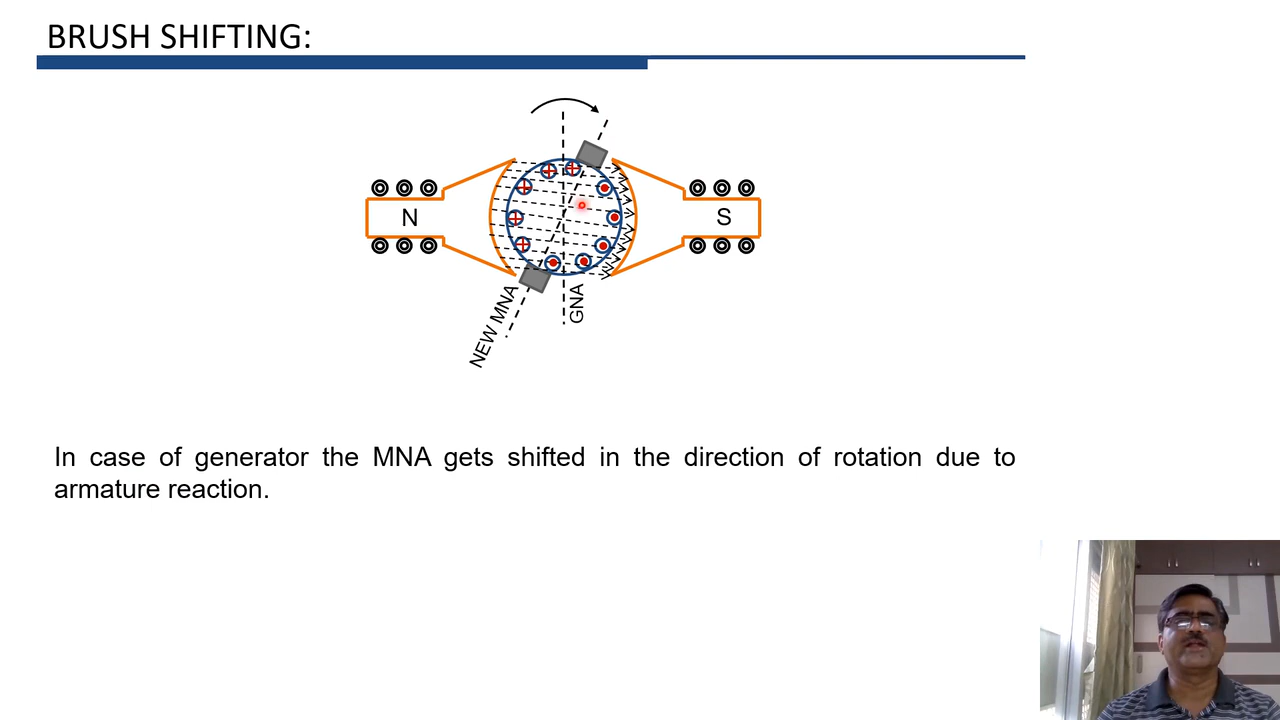 BRUSH SHIFTING:
N
S
NEW MNA
GNA
In case of generator the MNA gets shifted in the direction of rotation due to
armature reaction.